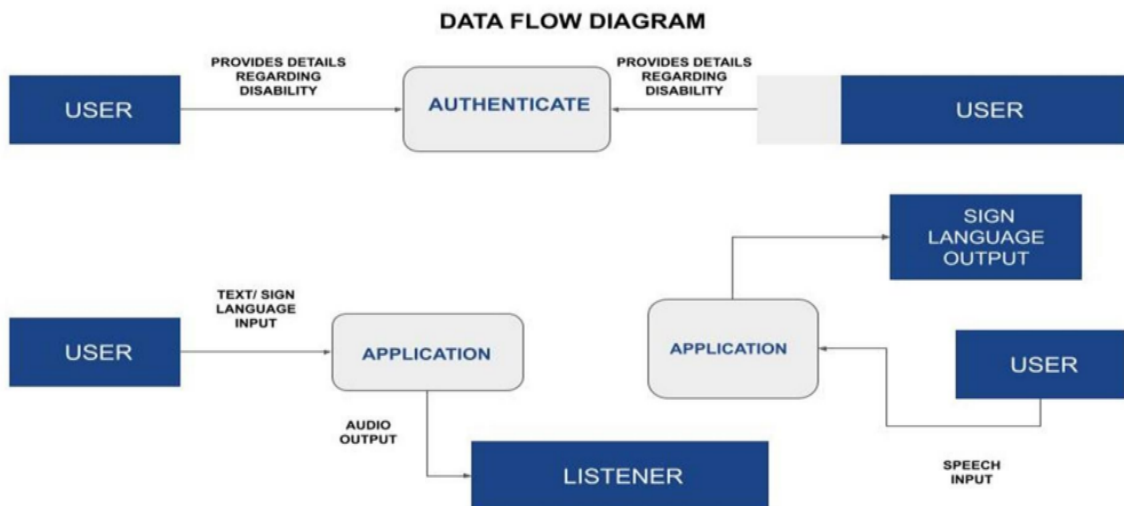 DATA FLOW DIAGRAM
PROVIDES DETAILS
REGARDING
DISABILITY
PROVIDES DETAILS
REGARDING
DISABILITY
USER
AUTHENTICATE
USER
SIGN
LANGUAGE
OUTPUT
TEXT/ SIGN
LANGUAGE
INPUT
USER
APPLICATION
APPLICATION
USER
AUDIO
OUTPUT
LISTENER
SPEECH
INPUT